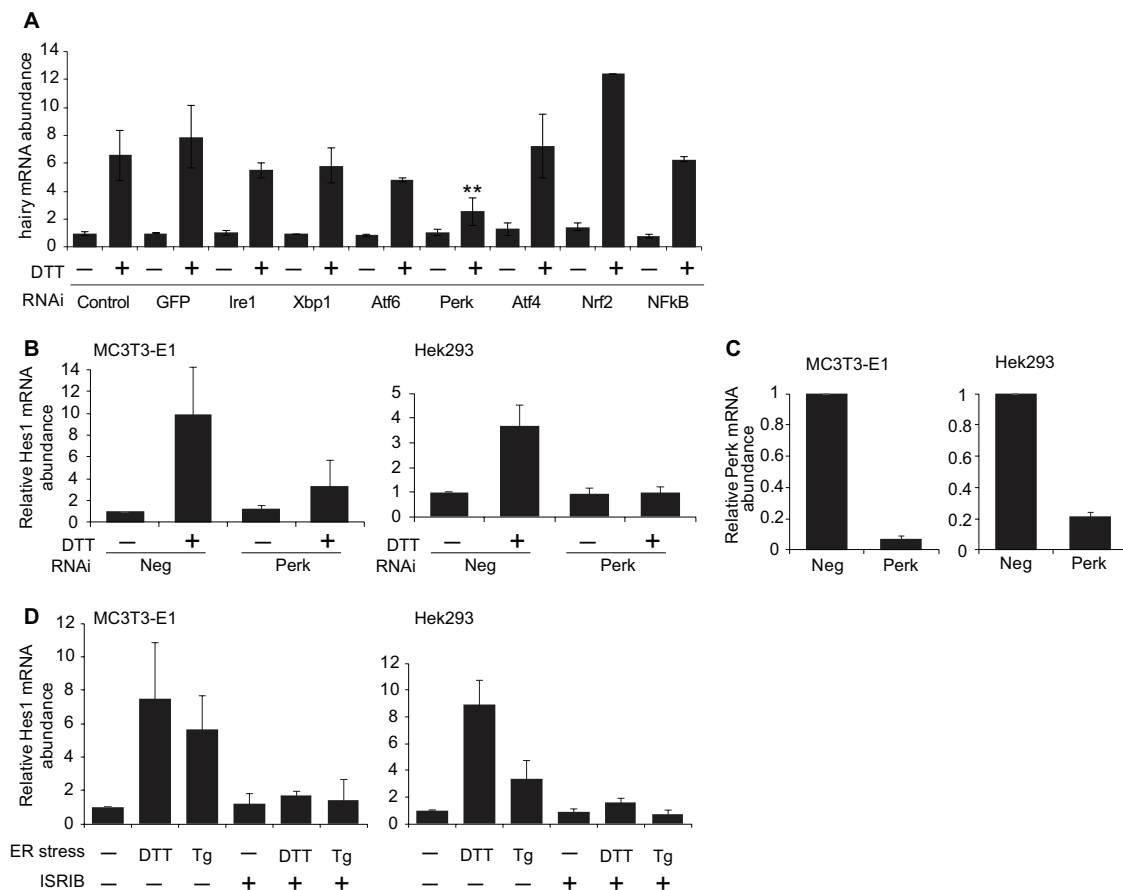 A
hairy mRNA abundance
14
12
10
8
6
4
2
0
DTT — + — + — + — + — + — + — + — + — +
**
RNAi Control GFP Ire1 Xbp1 Atf6 Perk Atf4 Nrf2 NFkB
B
MC3T3-E1
Relative Hes1 mRNA
abundance
14
12
10
8
6
4
2
0
DTT — + — +
RNAi Neg Perk
Hek293
5
4
3
2
1
0
DTT — + — +
RNAi Neg Perk
C
MC3T3-E1
Relative Perk mRNA
abundance
1
0.8
0.6
0.4
0.2
0
Neg Perk
Hek293
1
0.8
0.6
0.4
0.2
0
Neg Perk
D
MC3T3-E1
Relative Hes1 mRNA
abundance
12
10
8
6
4
2
0
ER stress — DTT Tg — DTT Tg
ISRIB — — — + + +
Hek293
12
10
8
6
4
2
0
— DTT Tg — DTT Tg
— — — + + +